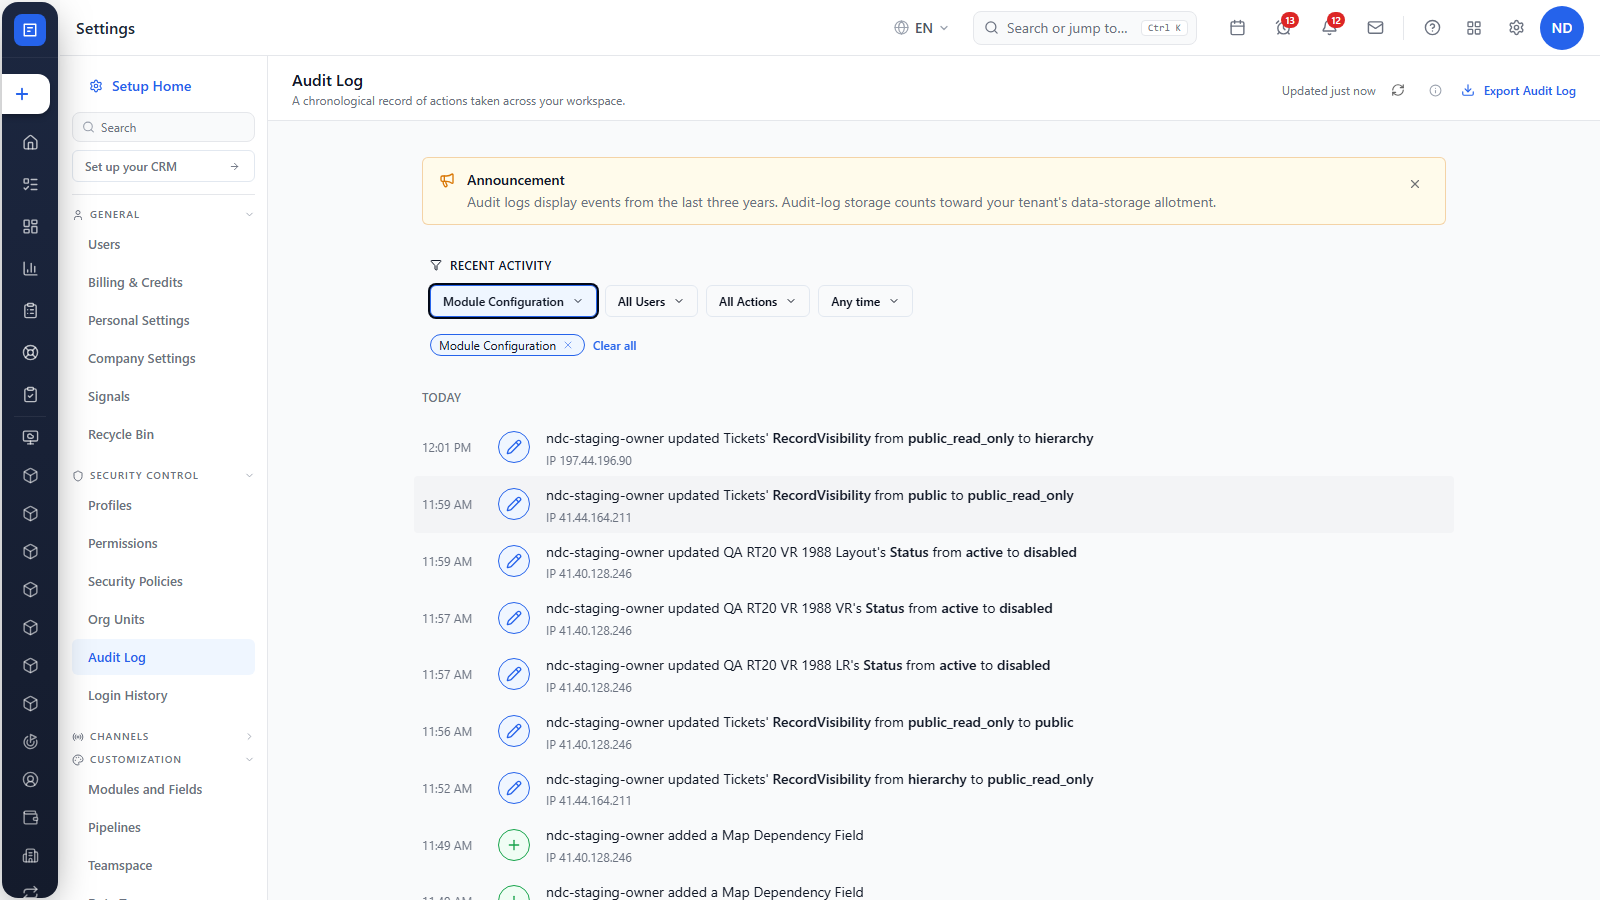 Settings
EN
Search or jump to...
Ctrl K
13
12
ND
Setup Home
Search
Set up your CRM
GENERAL
Users
Billing & Credits
Personal Settings
Company Settings
Signals
Recycle Bin
SECURITY CONTROL
Profiles
Permissions
Security Policies
Org Units
Audit Log
Login History
CHANNELS
CUSTOMIZATION
Modules and Fields
Pipelines
Teamspace
Audit Log
A chronological record of actions taken across your workspace.
Updated just now
Export Audit Log
Announcement
Audit logs display events from the last three years. Audit-log storage counts toward your tenant's data-storage allotment.
RECENT ACTIVITY
Module Configuration
All Users
All Actions
Any time
Module Configuration
Clear all
TODAY
12:01 PM
ndc-staging-owner updated Tickets' RecordVisibility from public_read_only to hierarchy
IP 197.44.196.90
11:59 AM
ndc-staging-owner updated Tickets' RecordVisibility from public to public_read_only
IP 41.44.164.211
11:59 AM
ndc-staging-owner updated QA RT20 VR 1988 Layout's Status from active to disabled
IP 41.40.128.246
11:57 AM
ndc-staging-owner updated QA RT20 VR 1988 VR's Status from active to disabled
IP 41.40.128.246
11:57 AM
ndc-staging-owner updated QA RT20 VR 1988 LR's Status from active to disabled
IP 41.40.128.246
11:56 AM
ndc-staging-owner updated Tickets' RecordVisibility from public_read_only to public
IP 41.40.128.246
11:52 AM
ndc-staging-owner updated Tickets' RecordVisibility from hierarchy to public_read_only
IP 41.44.164.211
11:49 AM
ndc-staging-owner added a Map Dependency Field
IP 41.40.128.246
ndc-staging-owner added a Map Dependency Field